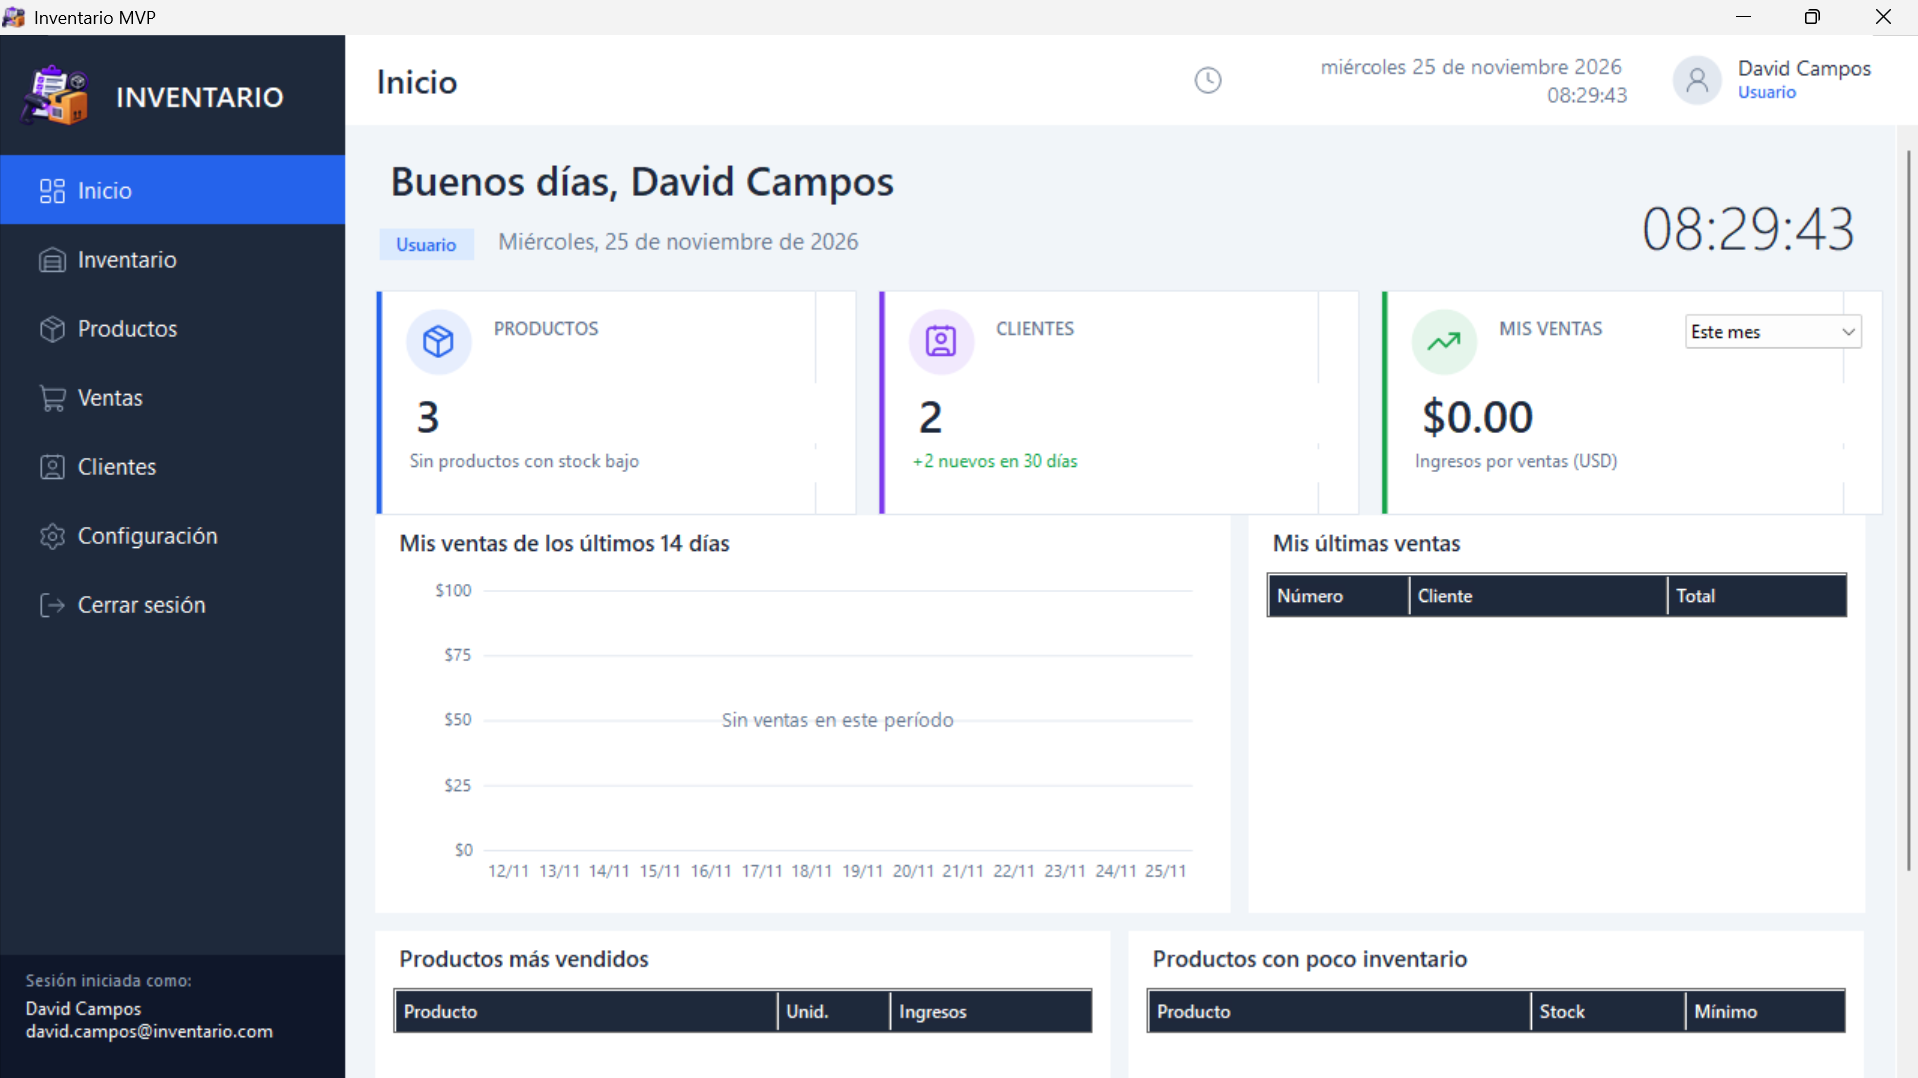 Inventario MVP
INVENTARIO
Inicio
Inventario
Productos
Ventas
Clientes
Configuración
Cerrar sesión
Sesión iniciada como:
David Campos
david.campos@inventario.com
Inicio
miércoles 25 de noviembre 2026
08:29:43
David Campos
Usuario
Buenos días, David Campos
Usuario
Miércoles, 25 de noviembre de 2026
08:29:43
PRODUCTOS
3
Sin productos con stock bajo
CLIENTES
2
+2 nuevos en 30 días
MIS VENTAS
Este mes
$0.00
Ingresos por ventas (USD)
Mis ventas de los últimos 14 días
$100
$75
$50
$25
$0
Sin ventas en este período
12/11 13/11 14/11 15/11 16/11 17/11 18/11 19/11 20/11 21/11 22/11 23/11 24/11 25/11
Mis últimas ventas
Número Cliente Total
Productos más vendidos
Producto Unid. Ingresos
Productos con poco inventario
Producto Stock Mínimo